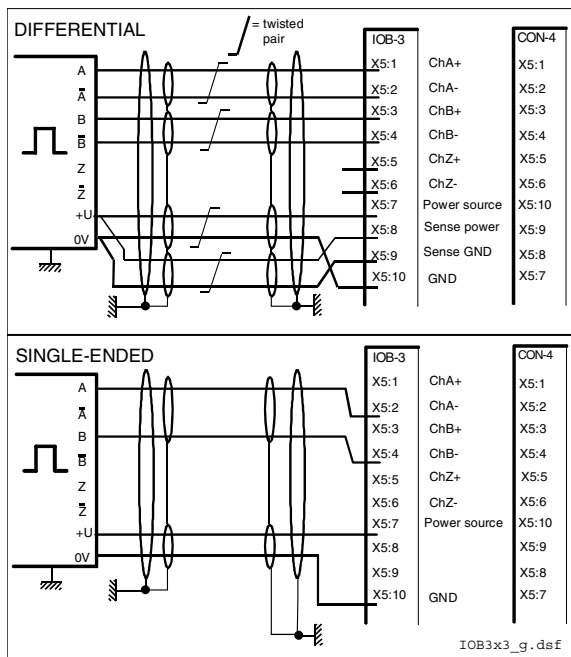 DIFFERENTIAL
= twisted
pair
IOB-3
CON-4
A
X5:1 ChA+ X5:1
A̅
X5:2 ChA- X5:2
B
X5:3 ChB+ X5:3
B̅
X5:4 ChB- X5:4
Z
X5:5 ChZ+ X5:5
Z̅
X5:6 ChZ- X5:6
+U
X5:7 Power source X5:10
0V
X5:8 Sense power X5:9
X5:9 Sense GND X5:8
X5:10 GND X5:7
SINGLE-ENDED
IOB-3
CON-4
A
X5:1 ChA+ X5:1
A̅
X5:2 ChA- X5:2
B
X5:3 ChB+ X5:3
B̅
X5:4 ChB- X5:4
Z
X5:5 ChZ+ X5:5
Z̅
X5:6 ChZ- X5:6
+U
X5:7 Power source X5:10
0V
X5:8 X5:9
X5:9 X5:8
X5:10 GND X5:7
IOB3x3_g.dsf